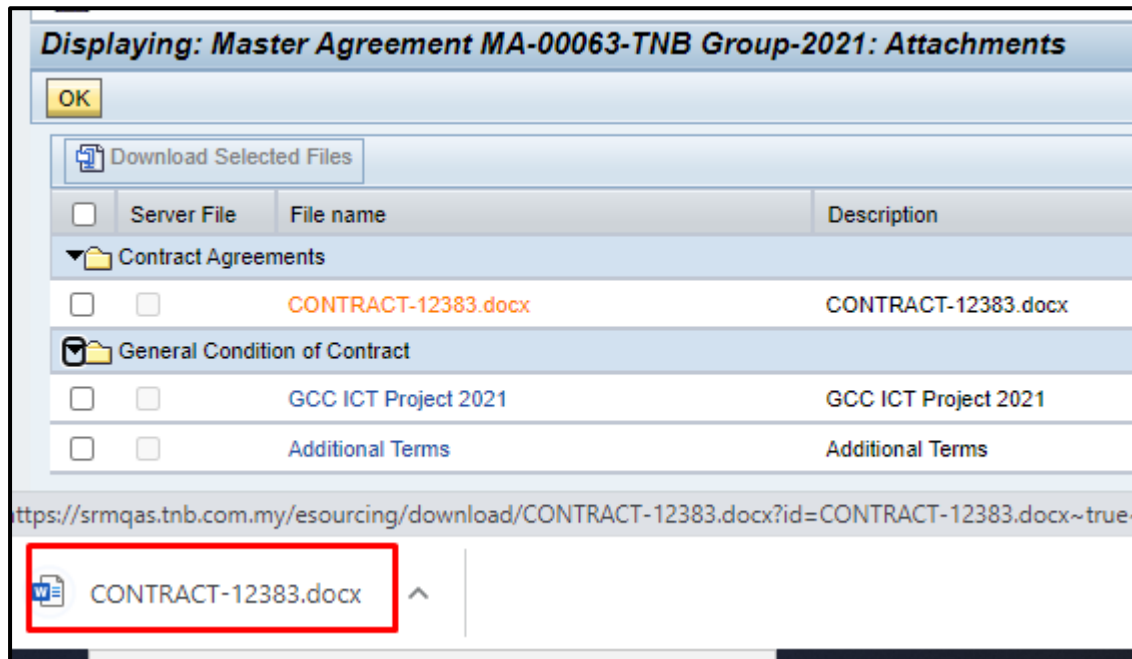 Displaying: Master Agreement MA-00063-TNB Group-2021: Attachments
OK
Download Selected Files
Server File File name Description
Contract Agreements
CONTRACT-12383.docx CONTRACT-12383.docx
General Condition of Contract
GCC ICT Project 2021 GCC ICT Project 2021
Additional Terms Additional Terms
ttps://srmqas.tnb.com.my/esourcing/download/CONTRACT-12383.docx?id=CONTRACT-12383.docx~true
CONTRACT-12383.docx